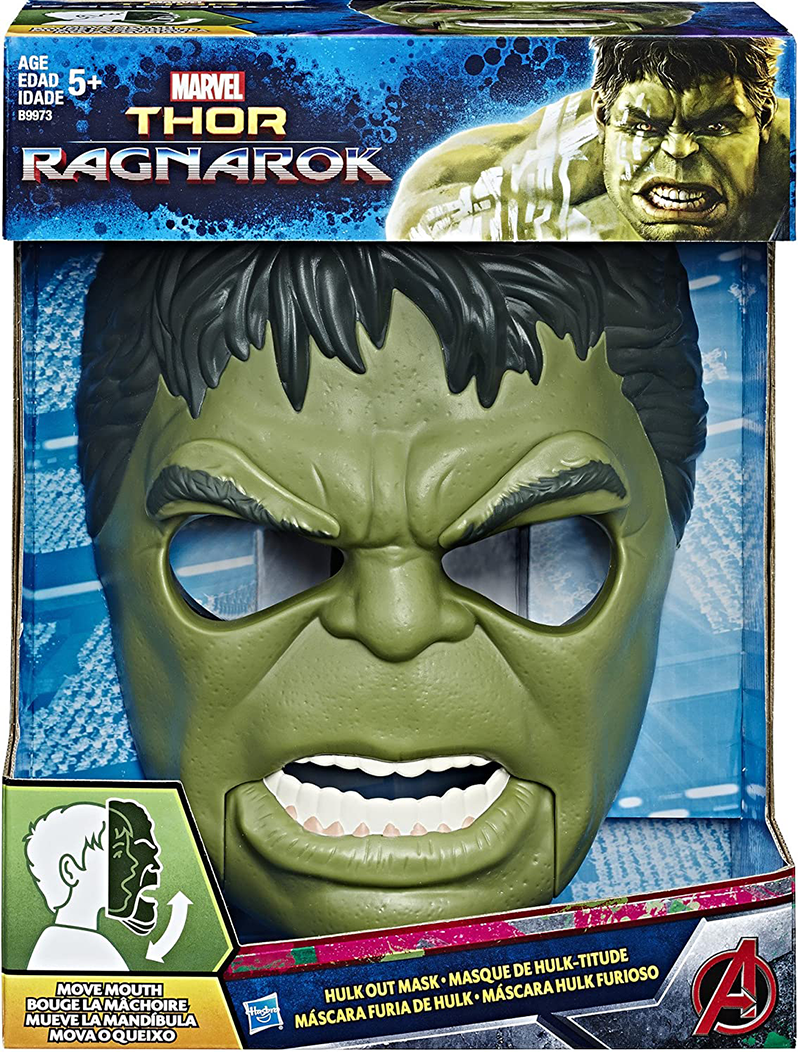 AGE
EDAD 5+
IDADE
B9973
MARVEL
THOR
RAGNAROK
MOVE MOUTH
BOUGE LA MÂCHOIRE
MUEVE LA MANDÍBULA
MOVA O QUEIXO
Hasbro
HULK OUT MASK • MASQUE DE HULK-TITUDE
MÁSCARA FURIA DE HULK • MÁSCARA HULK FURIOSO
A